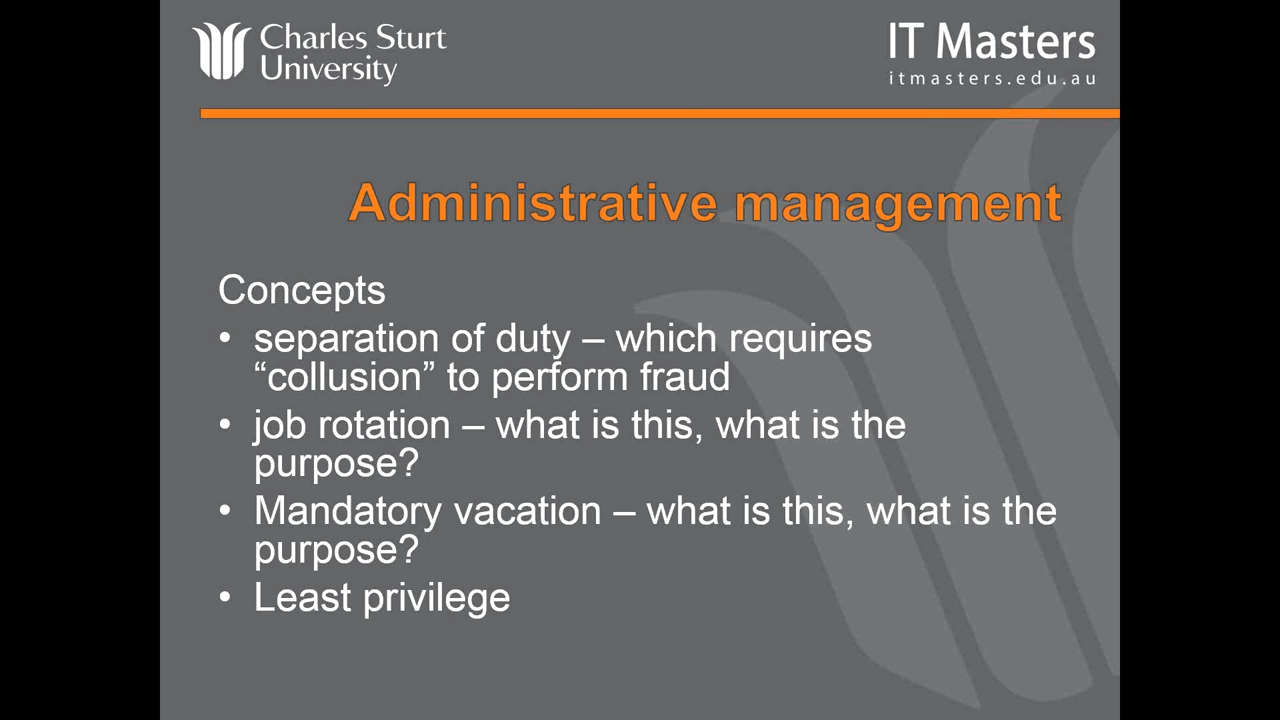 Charles Sturt
University
IT Masters
itmasters.edu.au
Administrative management
Concepts
• separation of duty – which requires
“collusion” to perform fraud
• job rotation – what is this, what is the
purpose?
• Mandatory vacation – what is this, what is the
purpose?
• Least privilege